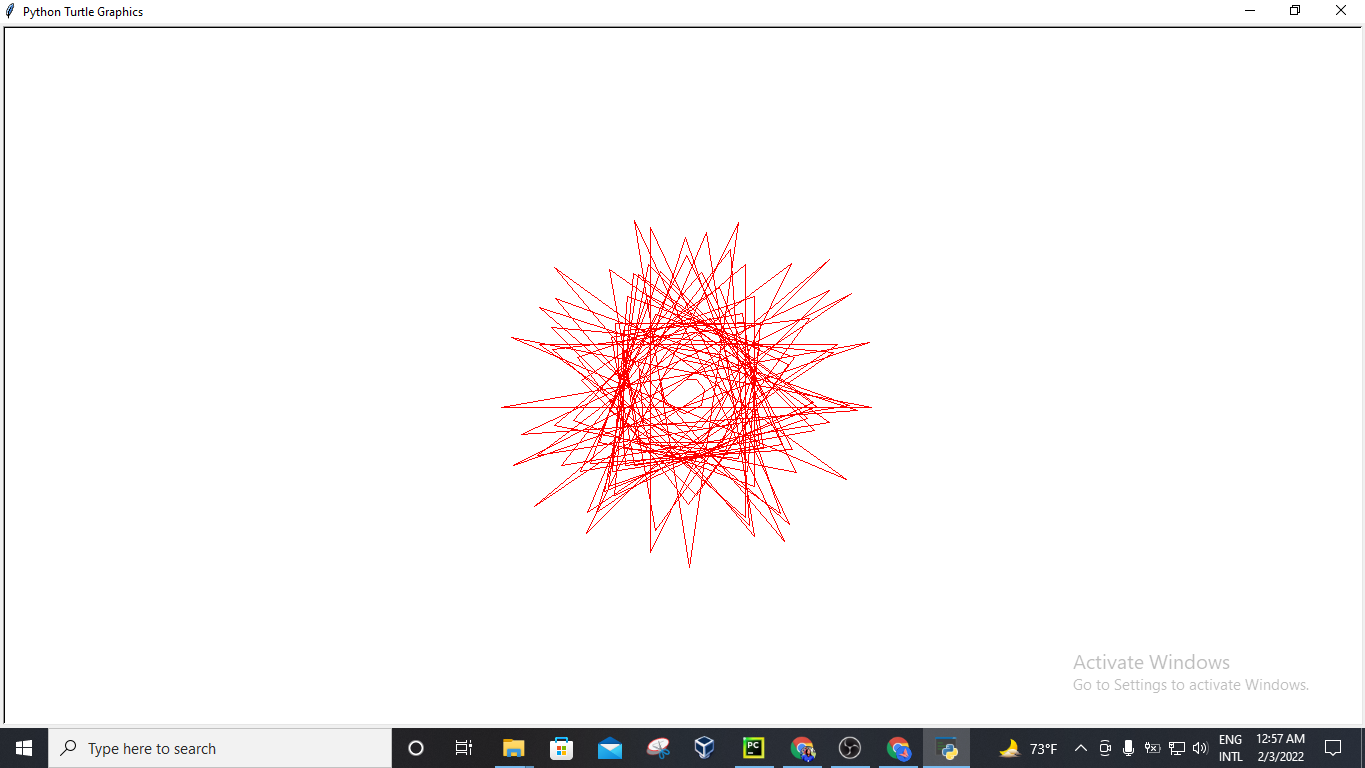 Python Turtle Graphics
Activate Windows
Go to Settings to activate Windows.
Type here to search
PC
73°F
ENG
INTL
12:57 AM
2/3/2022